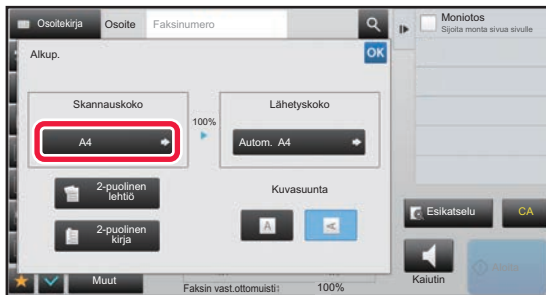 Osoitekirja
Osoite
Faksinumero
Moniotos
Sijoita monta sivua sivulle
Alkup.
OK
Skannauskoko
100%
Lähetyskoko
A4
Autom. A4
2-puolinen
lehtiö
Kuvasuunta
2-puolinen
kirja
A
A
Esikatselu
CA
Muut
Faksin vast.ottomuisti:
100%
Kaiutin